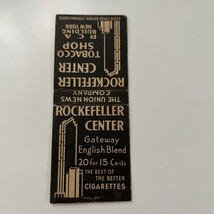 ROCKEFELLER
CENTER
Gateway
English Blend
20 for 15 Cents
THE BEST OF
THE BETTER
CIGARETTES
THE UNION NEWS
COMPANY
ROCKEFELLER
CENTER
TOBACCO
SHOP
R C A
BUILDING
NEW YORK